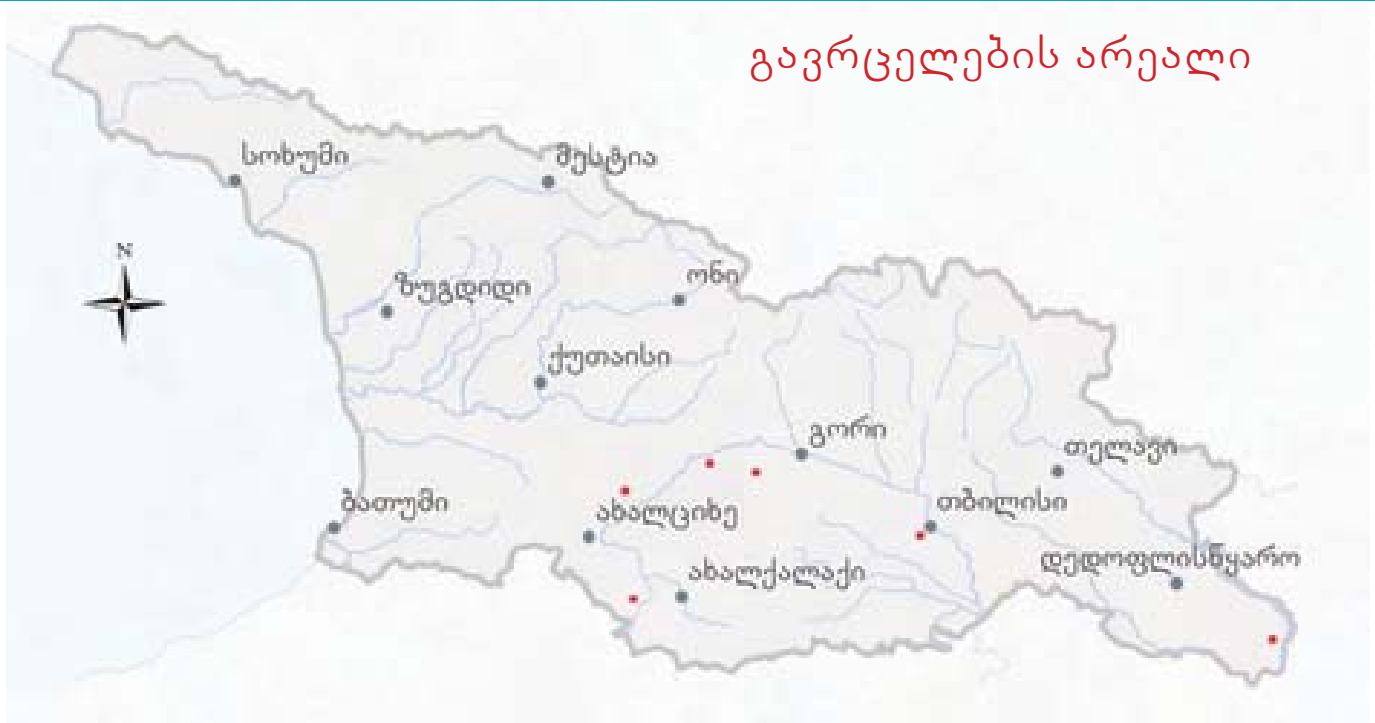 გავრცელების არეალი
სოხუმი
მესტია
N
ზუგდიდი
ონი
ქუთაისი
გორი
თელავი
ბათუმი
ახალციხე
თბილისი
ახალქალაქი
დედოფლისწყარო